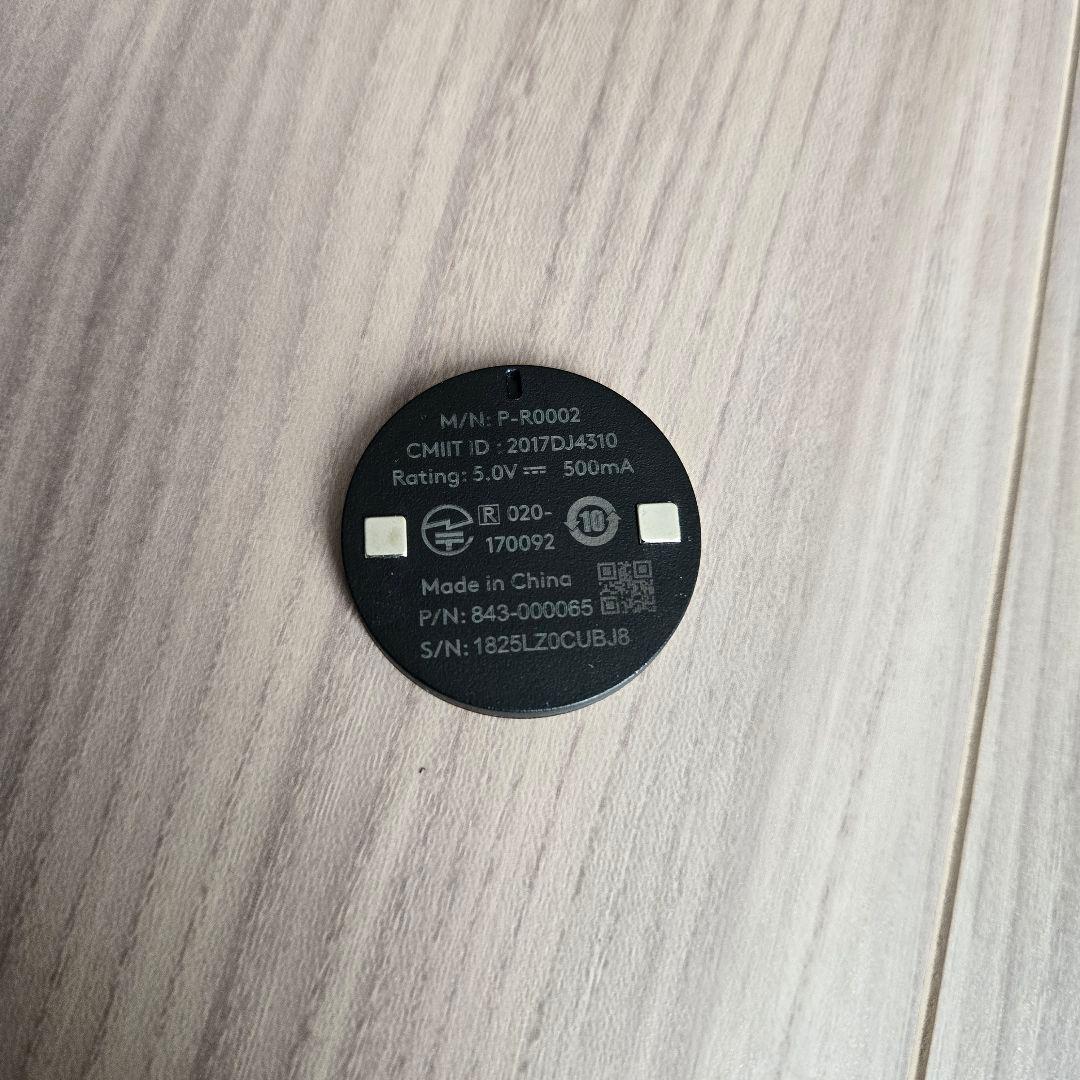 M/N: P-R0002
CMIIT ID : 2017DJ4310
Rating: 5.0V ⎓ 500mA
R 020-
170092
10
Made in China
P/N: 843-000065
S/N: 1825LZ0CUBJ8